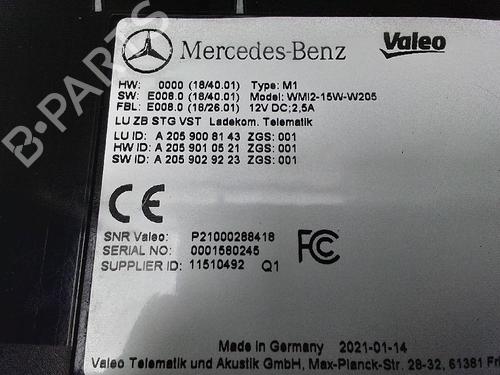 Mercedes-Benz
Valeo
HW: 0000 (18/40.01) Type: M1
SW: E008.0 (18/40.01) Model: WMI2-15W-W205
FBL: E008.0 (18/26.01) 12V DC;2,5A
LU ZB STG VST Ladekom. Telematik
LU ID: A 205 900 81 43 ZGS: 001
HW ID: A 205 901 05 21 ZGS: 001
SW ID: A 205 902 92 23 ZGS: 001
CE
SNR Valeo: P21000288418
SERIAL NO: 0001580245
SUPPLIER ID: 11510492 Q1
FC
Made in Germany 2021-01-14
Valeo Telematik und Akustik GmbH, Max-Planck-Str. 28-32, 61381 Fri
B-PARTS